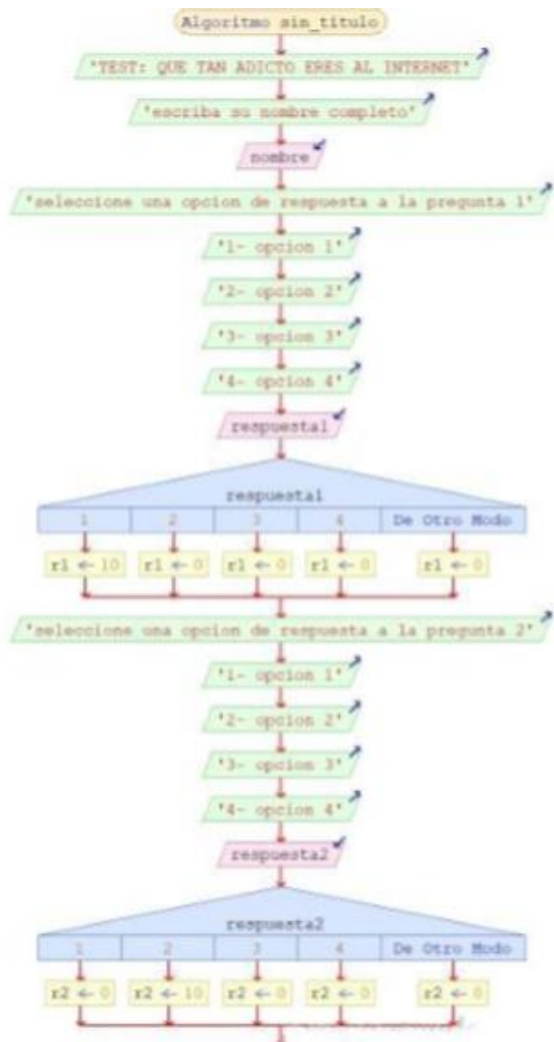 Algoritmo sin_titulo
'TEST: QUE TAN ADICTO ERES AL INTERNET'
'escriba su nombre completo'
nombre
'seleccione una opcion de respuesta a la pregunta 1'
'1- opcion 1'
'2- opcion 2'
'3- opcion 3'
'4- opcion 4'
respuesta1
respuesta1
1 2 3 4 De Otro Modo
r1 ← 10 r1 ← 0 r1 ← 0 r1 ← 0 r1 ← 0
'seleccione una opcion de respuesta a la pregunta 2'
'1- opcion 1'
'2- opcion 2'
'3- opcion 3'
'4- opcion 4'
respuesta2
respuesta2
1 2 3 4 De Otro Modo
r2 ← 0 r2 ← 10 r2 ← 0 r2 ← 0 r2 ← 0